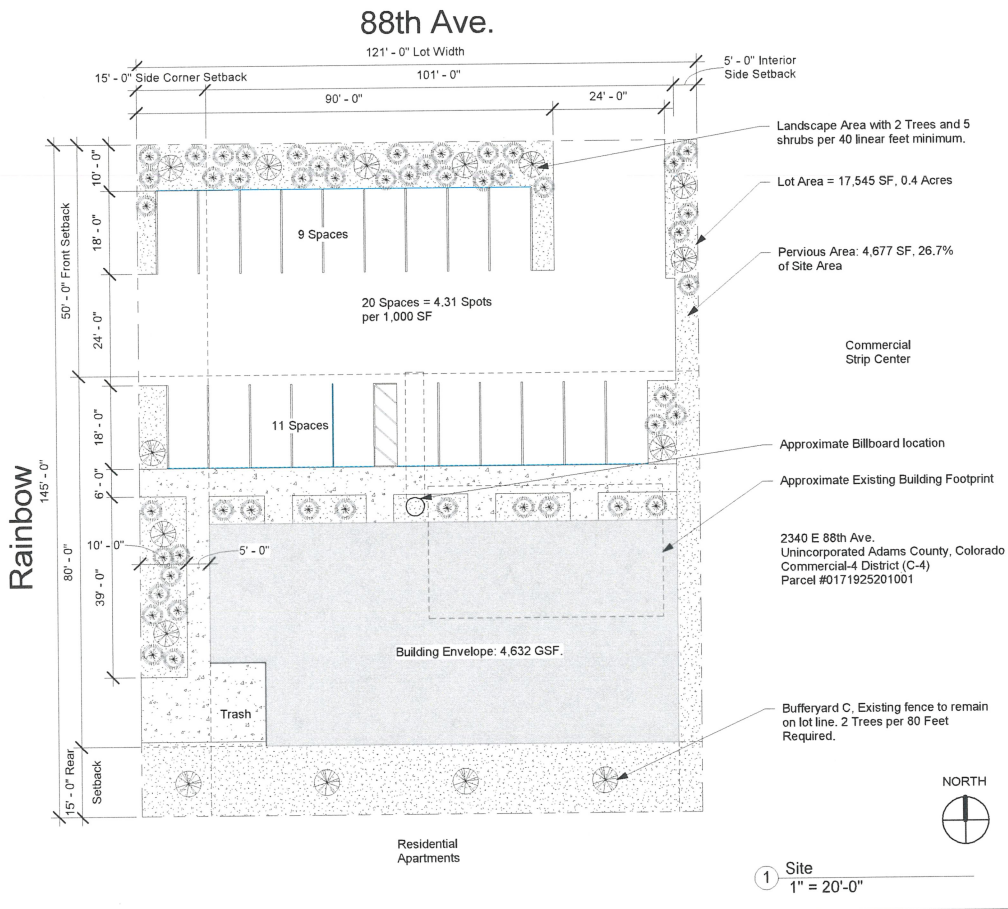 88th Ave.
121' - 0" Lot Width
15' - 0" Side Corner Setback
101' - 0"
5' - 0" Interior
Side Setback
90' - 0"
24' - 0"
Landscape Area with 2 Trees and 5
shrubs per 40 linear feet minimum.
10' - 0"
Lot Area = 17,545 SF, 0.4 Acres
18' - 0"
9 Spaces
50' - 0" Front Setback
Pervious Area: 4,677 SF, 26.7%
of Site Area
20 Spaces = 4.31 Spots
per 1,000 SF
24' - 0"
Commercial
Strip Center
18' - 0"
11 Spaces
Approximate Billboard location
Rainbow
145' - 0"
6' - 0"
Approximate Existing Building Footprint
80' - 0"
10' - 0"
5' - 0"
39' - 0"
2340 E 88th Ave.
Unincorporated Adams County, Colorado
Commercial-4 District (C-4)
Parcel #0171925201001
Building Envelope: 4,632 GSF.
Trash
Bufferyard C, Existing fence to remain
on lot line. 2 Trees per 80 Feet
Required.
15' - 0" Rear
Setback
NORTH
Residential
Apartments
1 Site
1" = 20'-0"